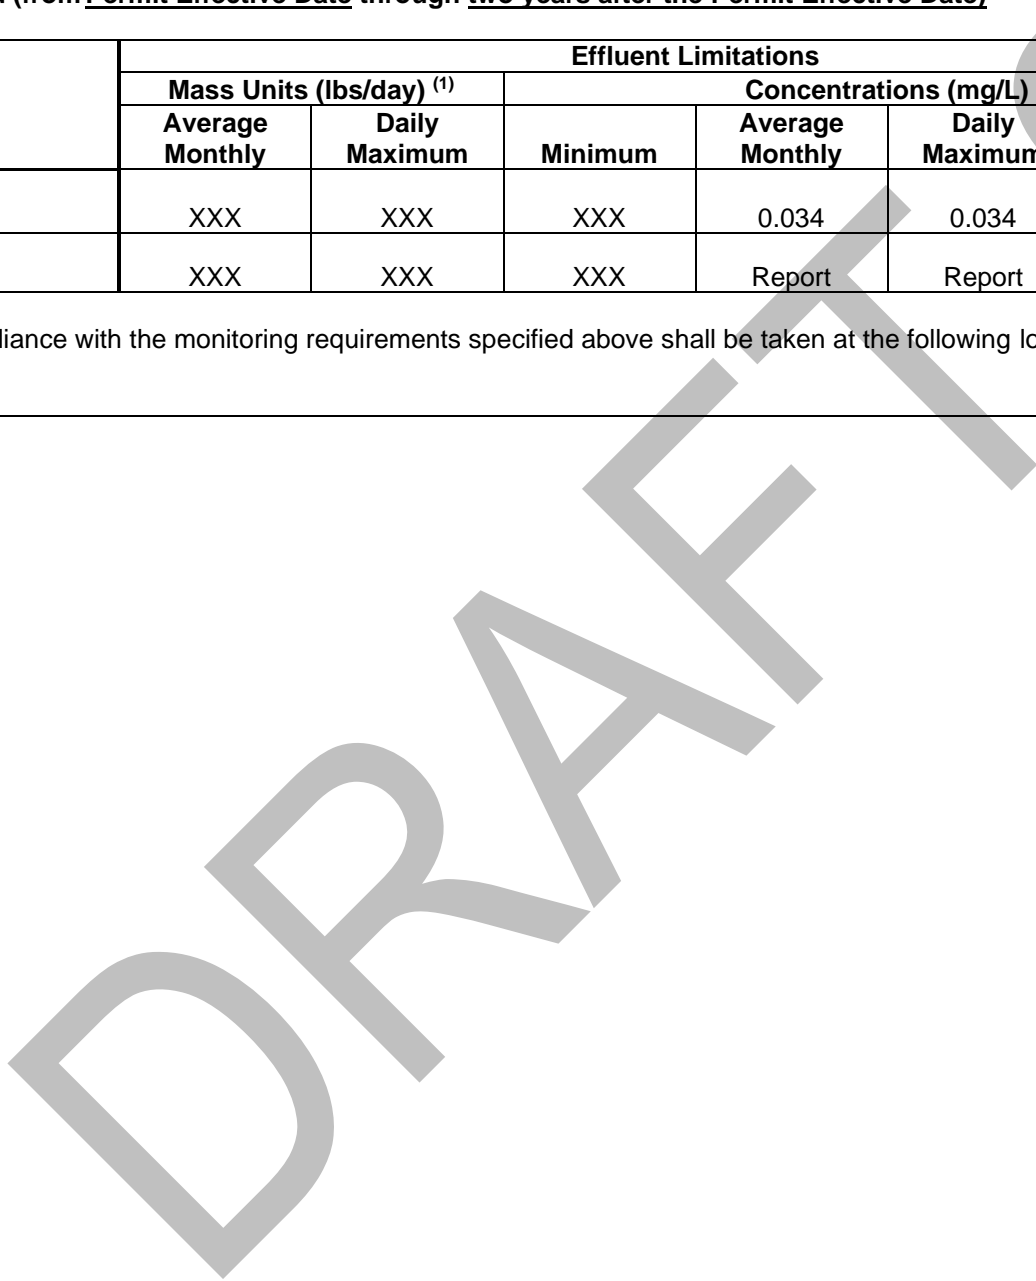 (from Permit Effective Date through two years after the Permit Effective Date)
Effluent Limitations
Mass Units (lbs/day) (1) Concentrations (mg/L)
Average Monthly Daily Maximum Minimum Average Monthly Daily Maximum
XXX XXX XXX 0.034 0.034
XXX XXX XXX Report Report
liance with the monitoring requirements specified above shall be taken at the following lo
DRAFT